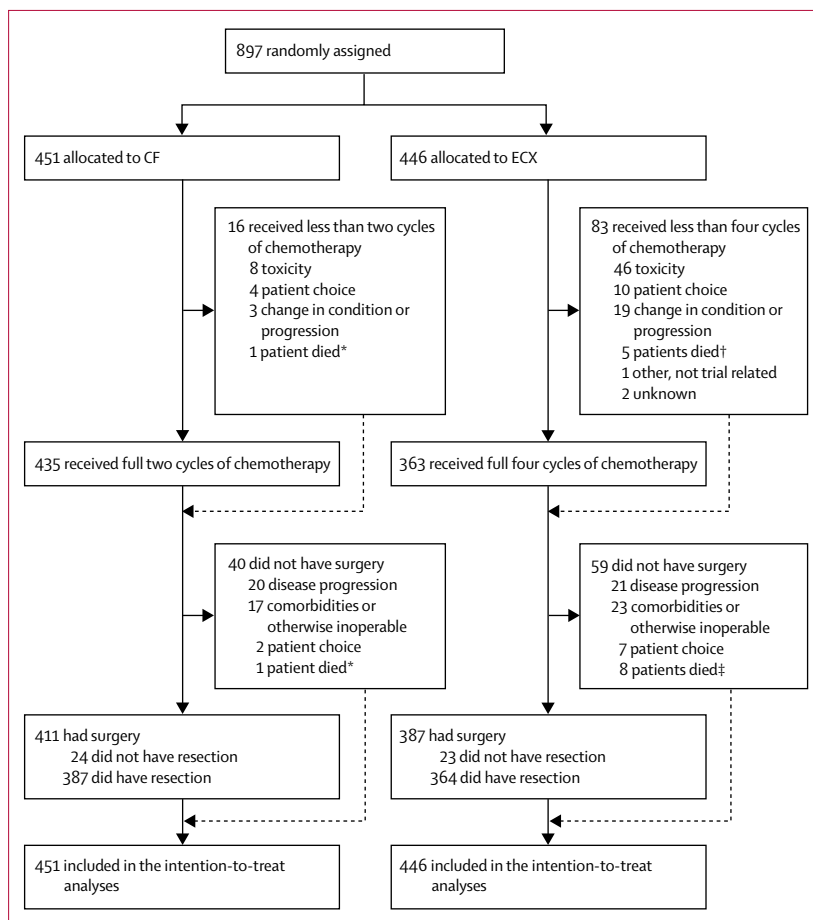 897 randomly assigned
451 allocated to CF
446 allocated to ECX
16 received less than two cycles
of chemotherapy
8 toxicity
4 patient choice
3 change in condition or
progression
1 patient died*
83 received less than four cycles
of chemotherapy
46 toxicity
10 patient choice
19 change in condition or
progression
5 patients died†
1 other, not trial related
2 unknown
435 received full two cycles of chemotherapy
363 received full four cycles of chemotherapy
40 did not have surgery
20 disease progression
17 comorbidities or
otherwise inoperable
2 patient choice
1 patient died*
59 did not have surgery
21 disease progression
23 comorbidities or
otherwise inoperable
7 patient choice
8 patients died‡
411 had surgery
24 did not have resection
387 did have resection
387 had surgery
23 did not have resection
364 did have resection
451 included in the intention-to-treat
analyses
446 included in the intention-to-treat
analyses